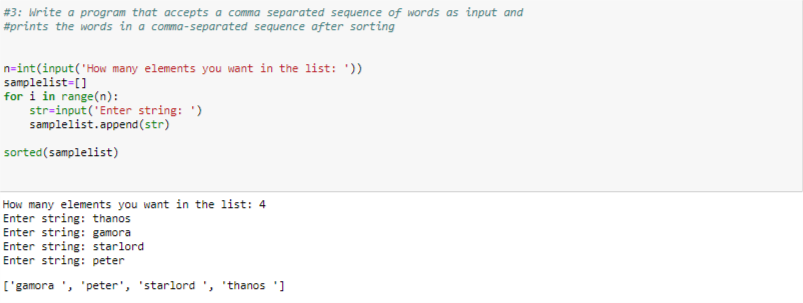 #3: Write a program that accepts a comma separated sequence of words as input and
#prints the words in a comma-separated sequence after sorting
n=int(input('How many elements you want in the list: '))
samplelist=[]
for i in range(n):
    str=input('Enter string: ')
    samplelist.append(str)
sorted(samplelist)
How many elements you want in the list: 4
Enter string: thanos
Enter string: gamora
Enter string: starlord
Enter string: peter
['gamora ', 'peter', 'starlord ', 'thanos ']